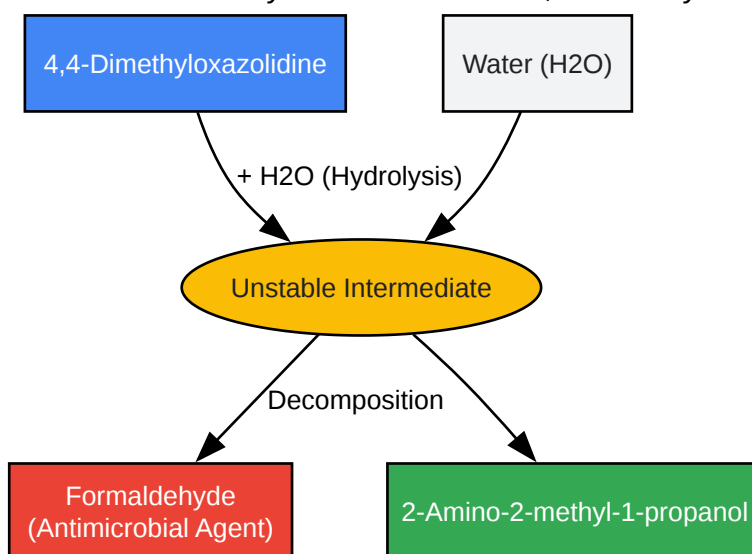 4,4-Dimethyloxazolidine
Water (H2O)
+ H2O (Hydrolysis)
Unstable Intermediate
Decomposition
Formaldehyde
(Antimicrobial Agent)
2-Amino-2-methyl-1-propanol